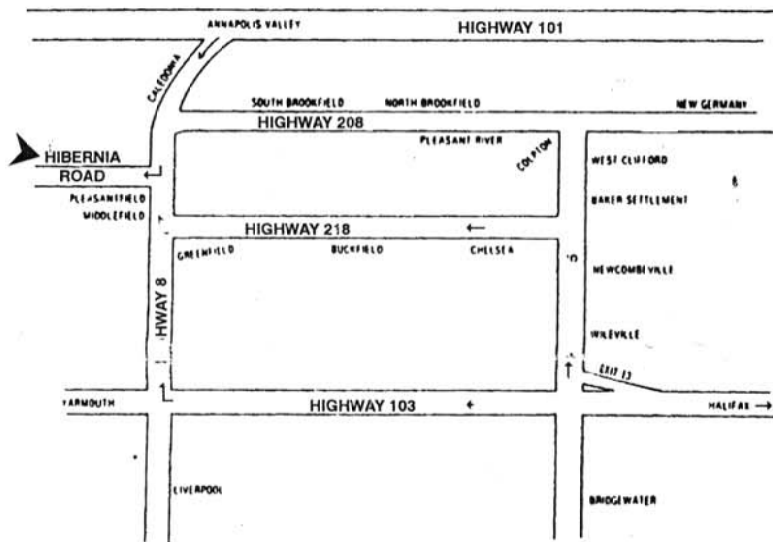 ANNAPOLIS VALLEY
HIGHWAY 101
CALEDONIA
SOUTH BROOKFIELD
NORTH BROOKFIELD
NEW GERMANY
HIGHWAY 208
PLEASANT RIVER
COLPTON
HIBERNIA
ROAD
WEST CLIFFORD
PLEASANTFIELD
MIDDLEFIELD
BAKER SETTLEMENT
HIGHWAY 218
GREENFIELD
BUCKFIELD
CHELSEA
HWAY 8
NEWCOMBEVILLE
WILEVILLE
EXIT 13
YARMOUTH
HIGHWAY 103
HALIFAX
LIVERPOOL
BRIDGEWATER